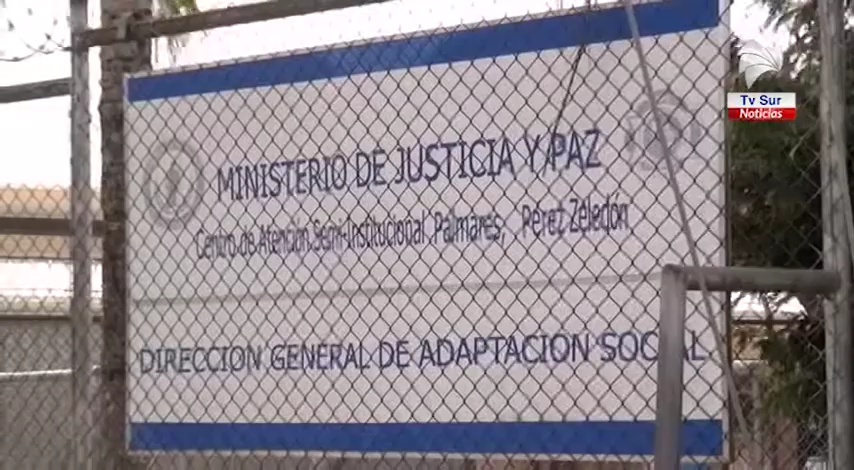 Tv Sur
Noticias
MINISTERIO DE JUSTICIA Y PAZ
Centro de Atención Semi-Institucional Palmares, Pérez Zeledón
DIRECCION GENERAL DE ADAPTACION SOCIAL